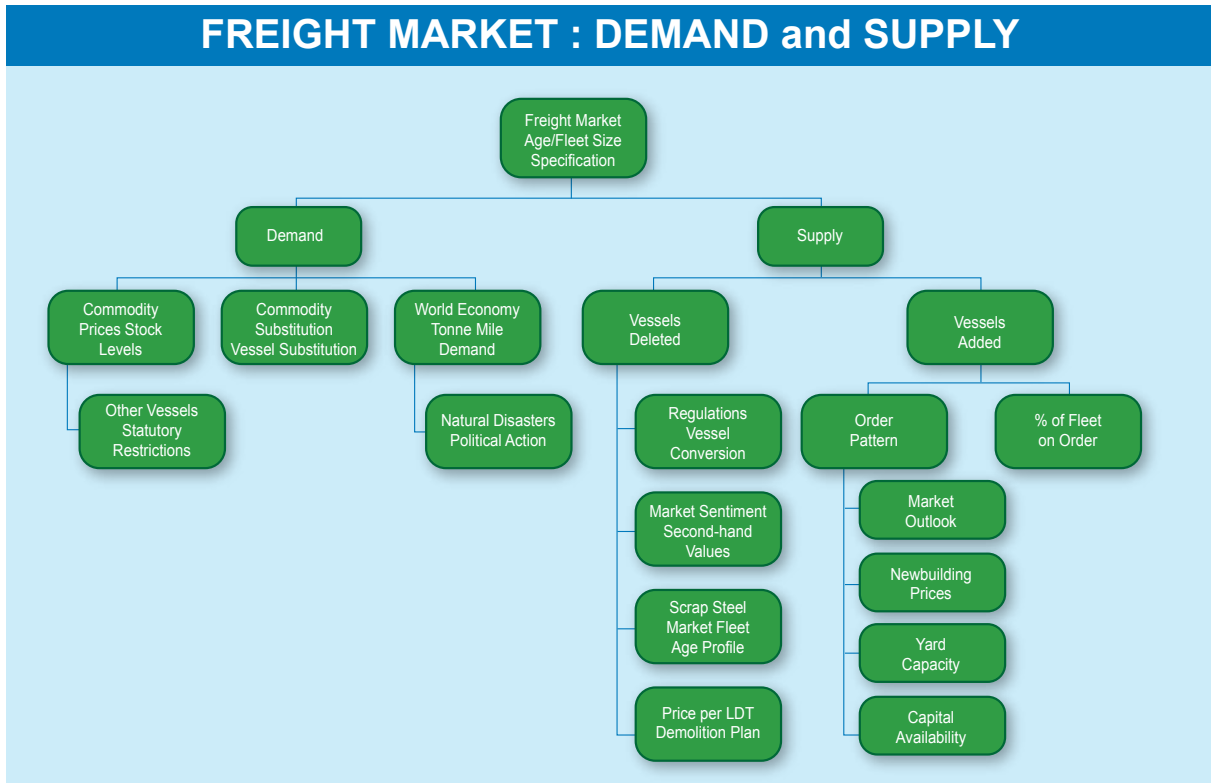 FREIGHT MARKET : DEMAND and SUPPLY
Freight Market
Age/Fleet Size
Specification
Demand
Supply
Commodity
Prices Stock
Levels
Commodity
Substitution
Vessel Substitution
World Economy
Tonne Mile
Demand
Vessels
Deleted
Vessels
Added
Other Vessels
Statutory
Restrictions
Natural Disasters
Political Action
Regulations
Vessel
Conversion
Order
Pattern
% of Fleet
on Order
Market Sentiment
Second-hand
Values
Market
Outlook
Newbuilding
Prices
Scrap Steel
Market Fleet
Age Profile
Yard
Capacity
Price per LDT
Demolition Plan
Capital
Availability